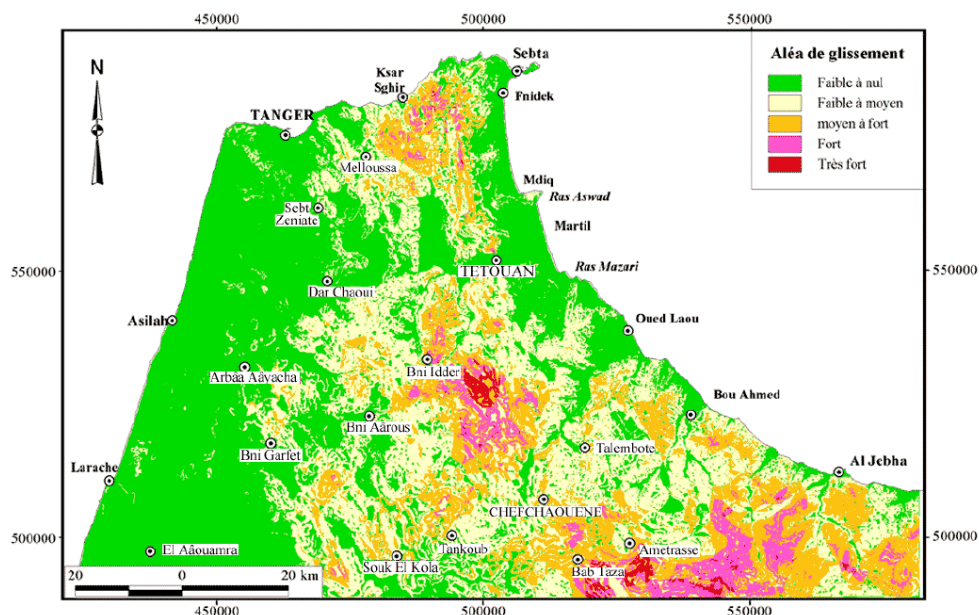 450000
500000
550000
N
Aléa de glissement
Faible à nul
Faible à moyen
moyen à fort
Fort
Très fort
Sebta
Ksar
Sghir
Fnidek
TANGER
Melloussa
Mdiq
Ras Aswad
Sebt
Zeniate
Martil
TETOUAN
Ras Mazari
550000
550000
Dar Chaoui
Asilah
Oued Laou
Bni Idder
Arbaa Aâyacha
Bou Ahmed
Bni Aârous
Bni Garfet
Talembote
Larache
Al Jebha
CHEFCHAOUENE
500000
500000
El Aâouamra
Tankoub
Ametrasse
Souk El Kola
Bab Taza
20 0 20 km
450000
500000
550000